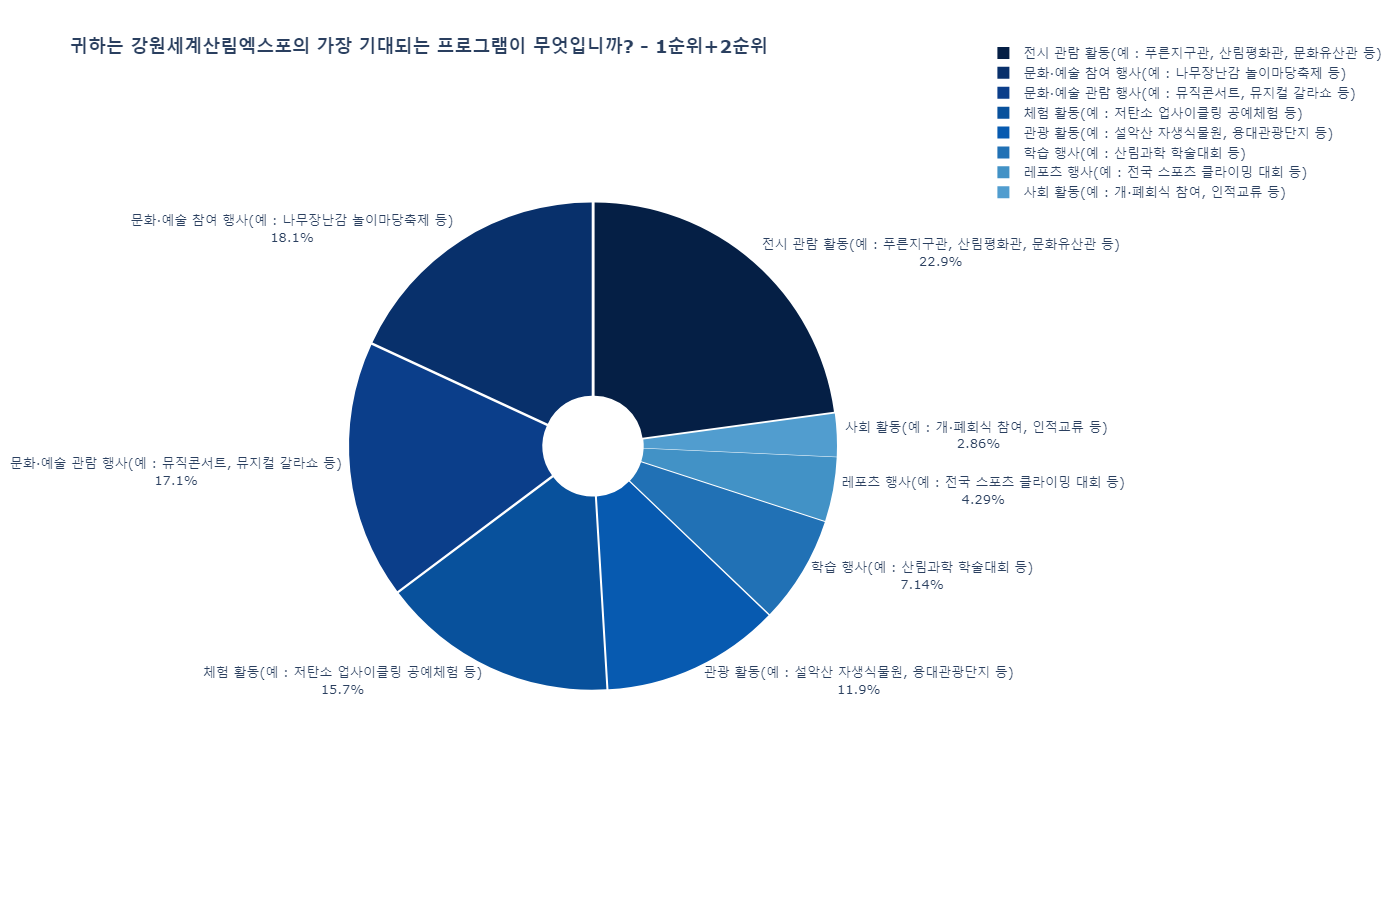 귀하는 강원세계산림엑스포의 가장 기대되는 프로그램이 무엇입니까? - 1순위+2순위
전시 관람 활동(예 : 푸른지구관, 산림평화관, 문화유산관 등)
문화·예술 참여 행사(예 : 나무장난감 놀이마당축제 등)
문화·예술 관람 행사(예 : 뮤직콘서트, 뮤지컬 갈라쇼 등)
체험 활동(예 : 저탄소 업사이클링 공예체험 등)
관광 활동(예 : 설악산 자생식물원, 용대관광단지 등)
학습 행사(예 : 산림과학 학술대회 등)
레포츠 행사(예 : 전국 스포츠 클라이밍 대회 등)
사회 활동(예 : 개·폐회식 참여, 인적교류 등)
문화·예술 참여 행사(예 : 나무장난감 놀이마당축제 등)
18.1%
전시 관람 활동(예 : 푸른지구관, 산림평화관, 문화유산관 등)
22.9%
사회 활동(예 : 개·폐회식 참여, 인적교류 등)
2.86%
문화·예술 관람 행사(예 : 뮤직콘서트, 뮤지컬 갈라쇼 등)
17.1%
레포츠 행사(예 : 전국 스포츠 클라이밍 대회 등)
4.29%
학습 행사(예 : 산림과학 학술대회 등)
7.14%
체험 활동(예 : 저탄소 업사이클링 공예체험 등)
15.7%
관광 활동(예 : 설악산 자생식물원, 용대관광단지 등)
11.9%